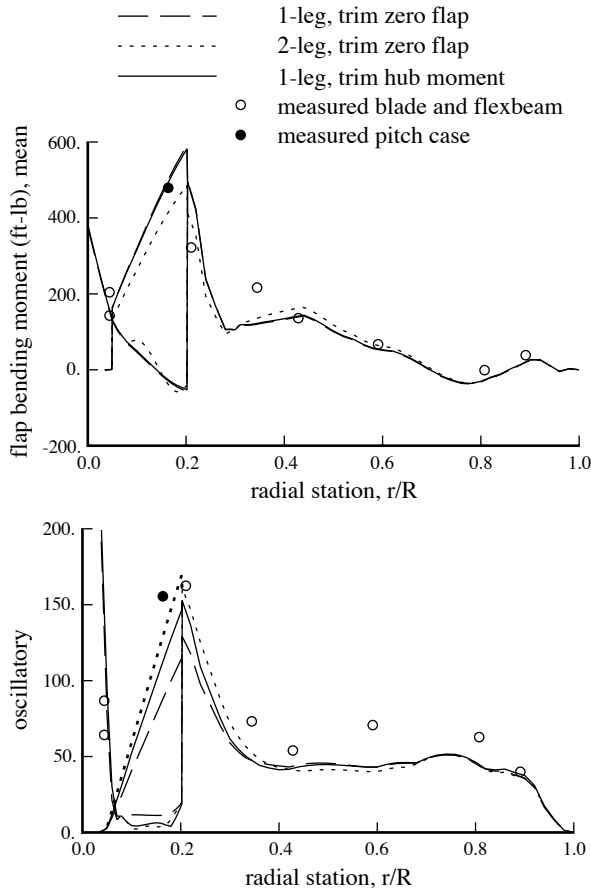 1-leg, trim zero flap
2-leg, trim zero flap
1-leg, trim hub moment
measured blade and flexbeam
measured pitch case
flap bending moment (ft-lb), mean
600.
400.
200.
0.
-200.
0.0 0.2 0.4 0.6 0.8 1.0
radial station, r/R
oscillatory
200.
150.
100.
50.
0.
0.0 0.2 0.4 0.6 0.8 1.0
radial station, r/R